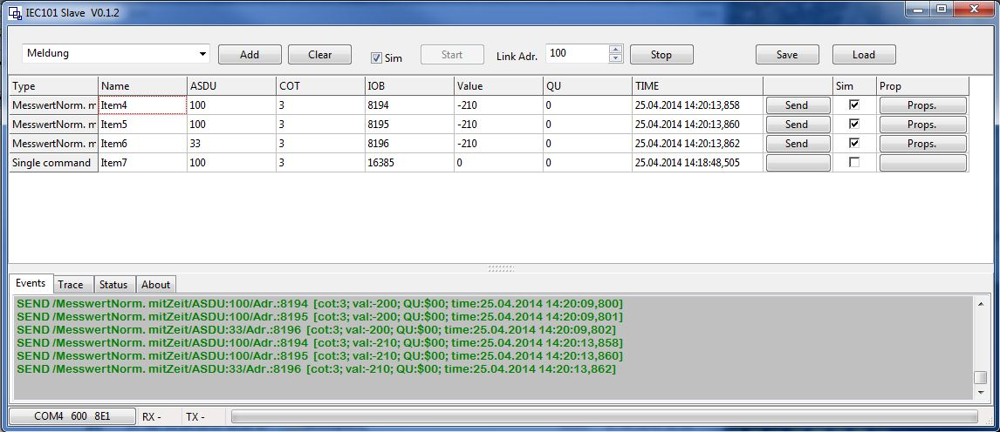 IEC101 Slave V0.1.2
Meldung Add Clear Sim Start Link Adr. 100 Stop Save Load
Type Name ASDU COT IOB Value QU TIME Sim Prop
MesswertNorm. m Item4 100 3 8194 -210 0 25.04.2014 14:20:13,858 Send Props.
MesswertNorm. m Item5 100 3 8195 -210 0 25.04.2014 14:20:13,860 Send Props.
MesswertNorm. m Item6 33 3 8196 -210 0 25.04.2014 14:20:13,862 Send Props.
Single command Item7 100 3 16385 0 0 25.04.2014 14:18:48,505
Events Trace Status About
SEND /MesswertNorm. mitZeit/ASDU:100/Adr.:8194 [cot:3; val:-200; QU:$00; time:25.04.2014 14:20:09,800]
SEND /MesswertNorm. mitZeit/ASDU:100/Adr.:8195 [cot:3; val:-200; QU:$00; time:25.04.2014 14:20:09,801]
SEND /MesswertNorm. mitZeit/ASDU:33/Adr.:8196 [cot:3; val:-200; QU:$00; time:25.04.2014 14:20:09,802]
SEND /MesswertNorm. mitZeit/ASDU:100/Adr.:8194 [cot:3; val:-210; QU:$00; time:25.04.2014 14:20:13,858]
SEND /MesswertNorm. mitZeit/ASDU:100/Adr.:8195 [cot:3; val:-210; QU:$00; time:25.04.2014 14:20:13,860]
SEND /MesswertNorm. mitZeit/ASDU:33/Adr.:8196 [cot:3; val:-210; QU:$00; time:25.04.2014 14:20:13,862]
COM4 600 8E1 RX - TX -